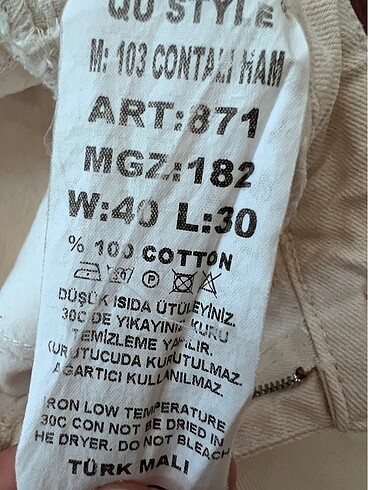 QU STYLE
M: 103 CONTALI HAM
ART:871
MGZ:182
W:40 L:30
% 100 COTTON
DÜŞÜK ISIDA ÜTÜLEYİNİZ.
30C DE YIKAYINIZ KURU
TEMİZLEME YAPILIR.
KURUTUCUDA KURUTULMAZ.
AĞARTICI KULLANILMAZ.
IRON LOW TEMPERATURE
30C CON NOT BE DRIED IN
HE DRYER. DO NOT BLEACH
TÜRK MALI